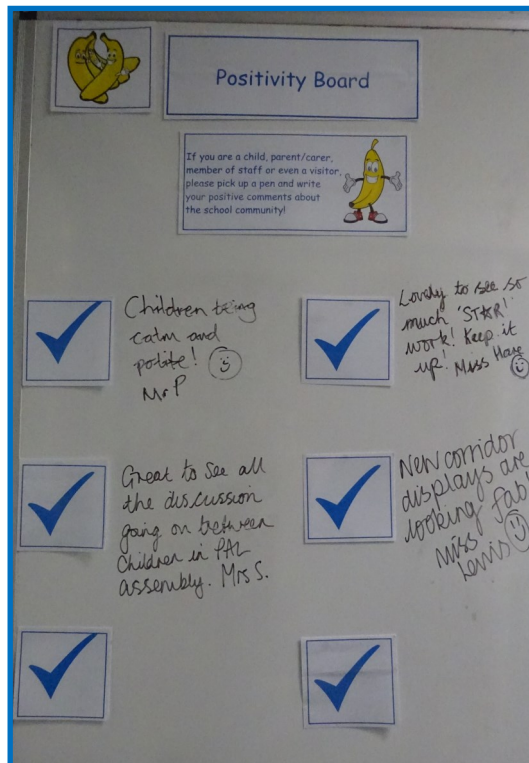 Positivity Board
If you are a child, parent/carer,
member of staff or even a visitor,
please pick up a pen and write
your positive comments about
the school community!
Children being
calm and
polite!
Mr P
Lovely to see so
much 'STAR!'
work! Keep it
up! Miss Hare
Great to see all
the discussion
going on between
children in PAL
assembly. Mrs S.
New corridor
displays are
looking fab!
Miss
Lewis